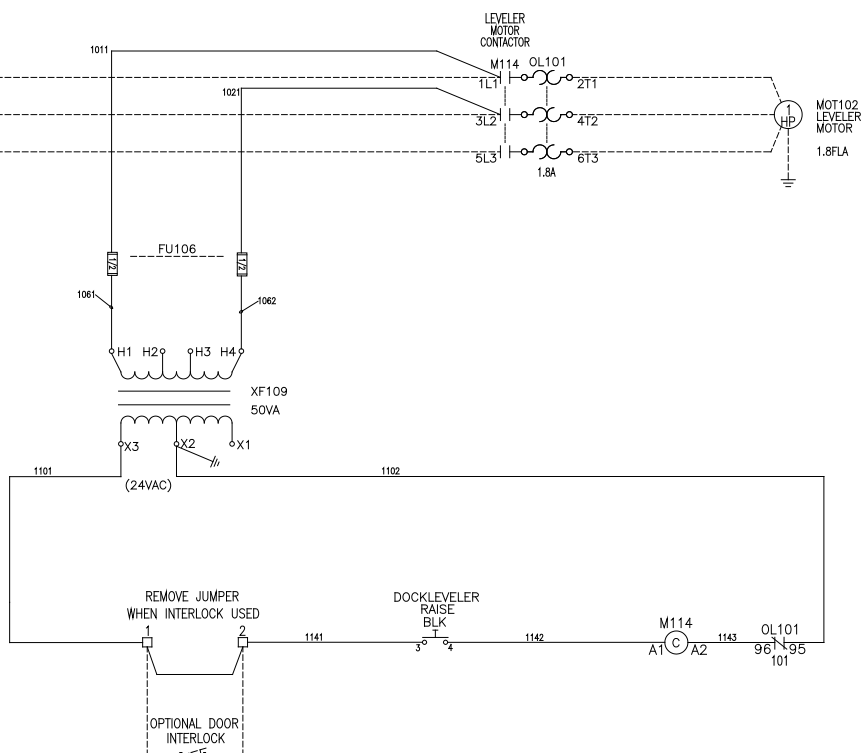 LEVELER
MOTOR
CONTACTOR
1011
M114
OL101
1L1
2T1
1021
3L2
4T2
1
HP
MOT102
LEVELER
MOTOR
1.8FLA
5L3
6T3
1.8A
FU106
1/2
1/2
1061
1062
H1
H2
H3
H4
XF109
50VA
X3
X2
X1
1101
(24VAC)
1102
REMOVE JUMPER
WHEN INTERLOCK USED
1
2
1141
DOCKLEVELER
RAISE
BLK
3
4
1142
M114
A1
C
A2
1143
OL101
96
95
101
OPTIONAL DOOR
INTERLOCK